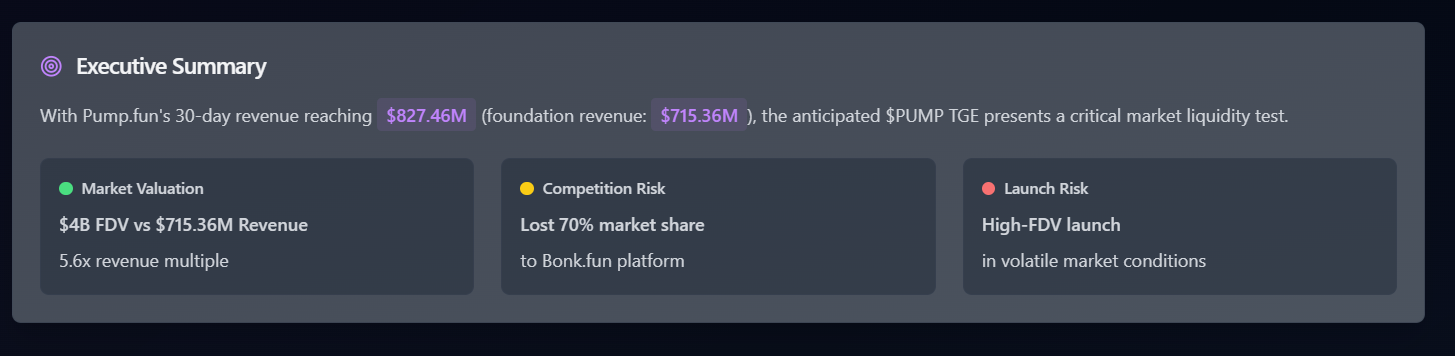 Executive Summary
With Pump.fun's 30-day revenue reaching $827.46M (foundation revenue: $715.36M), the anticipated $PUMP TGE presents a critical market liquidity test.
Market Valuation
$4B FDV vs $715.36M Revenue
5.6x revenue multiple
Competition Risk
Lost 70% market share
to Bonk.fun platform
Launch Risk
High-FDV launch
in volatile market conditions